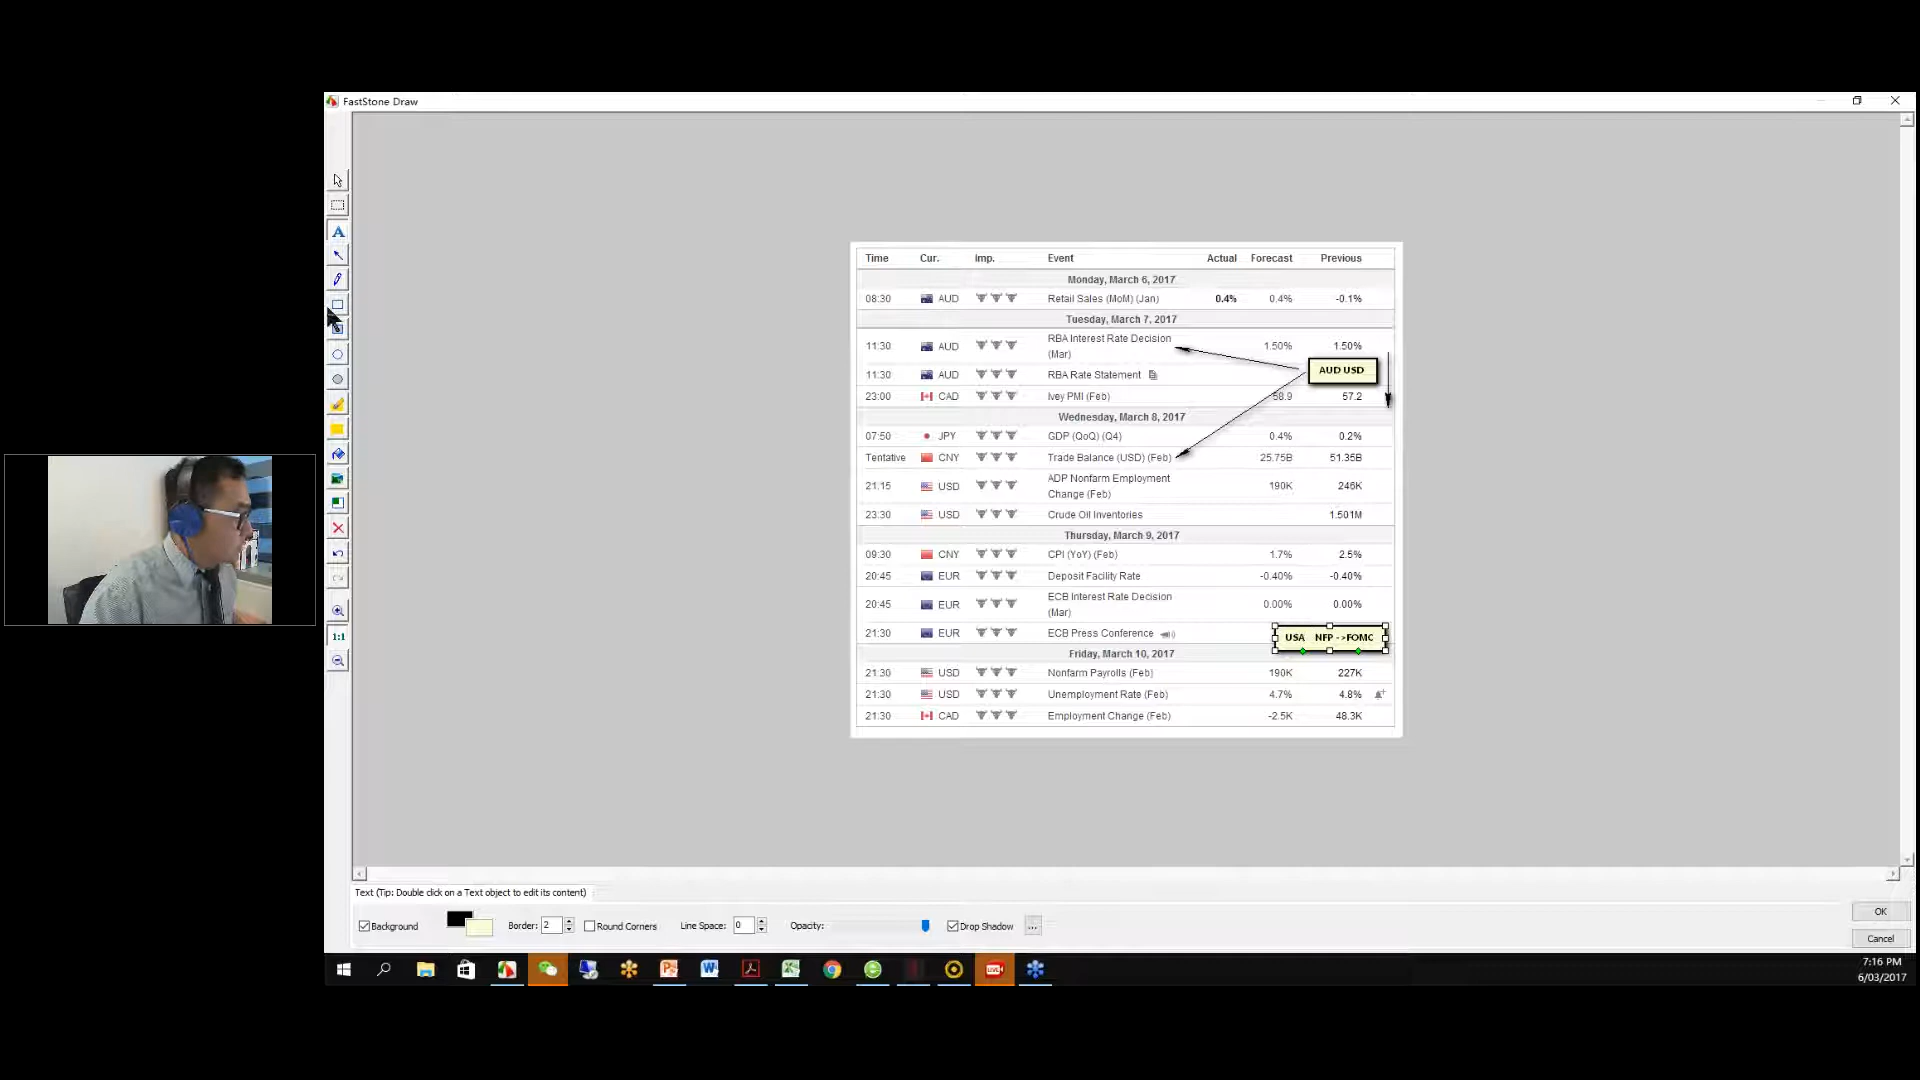 FastStone Draw
Time Cur. Imp. Event Actual Forecast Previous
Monday, March 6, 2017
08:30 AUD Retail Sales (MoM) (Jan) 0.4% 0.4% -0.1%
Tuesday, March 7, 2017
11:30 AUD RBA Interest Rate Decision (Mar) 1.50% 1.50%
AUD USD
11:30 AUD RBA Rate Statement
23:00 CAD Ivey PMI (Feb) 58.9 57.2
Wednesday, March 8, 2017
07:50 JPY GDP (QoQ) (Q4) 0.4% 0.2%
Tentative CNY Trade Balance (USD) (Feb) 25.75B 51.35B
21:15 USD ADP Nonfarm Employment Change (Feb) 190K 246K
23:30 USD Crude Oil Inventories 1.501M
Thursday, March 9, 2017
09:30 CNY CPI (YoY) (Feb) 1.7% 2.5%
20:45 EUR Deposit Facility Rate -0.40% -0.40%
20:45 EUR ECB Interest Rate Decision (Mar) 0.00% 0.00%
21:30 EUR ECB Press Conference
USA NFP ->FOMC
Friday, March 10, 2017
21:30 USD Nonfarm Payrolls (Feb) 190K 227K
21:30 USD Unemployment Rate (Feb) 4.7% 4.8%
21:30 CAD Employment Change (Feb) -2.5K 48.3K
1:1
Text (Tip: Double click on a Text object to edit its content)
Background Border: 2 Round Corners Line Space: 0 Opacity: Drop Shadow ...
OK
Cancel
7:16 PM
6/03/2017